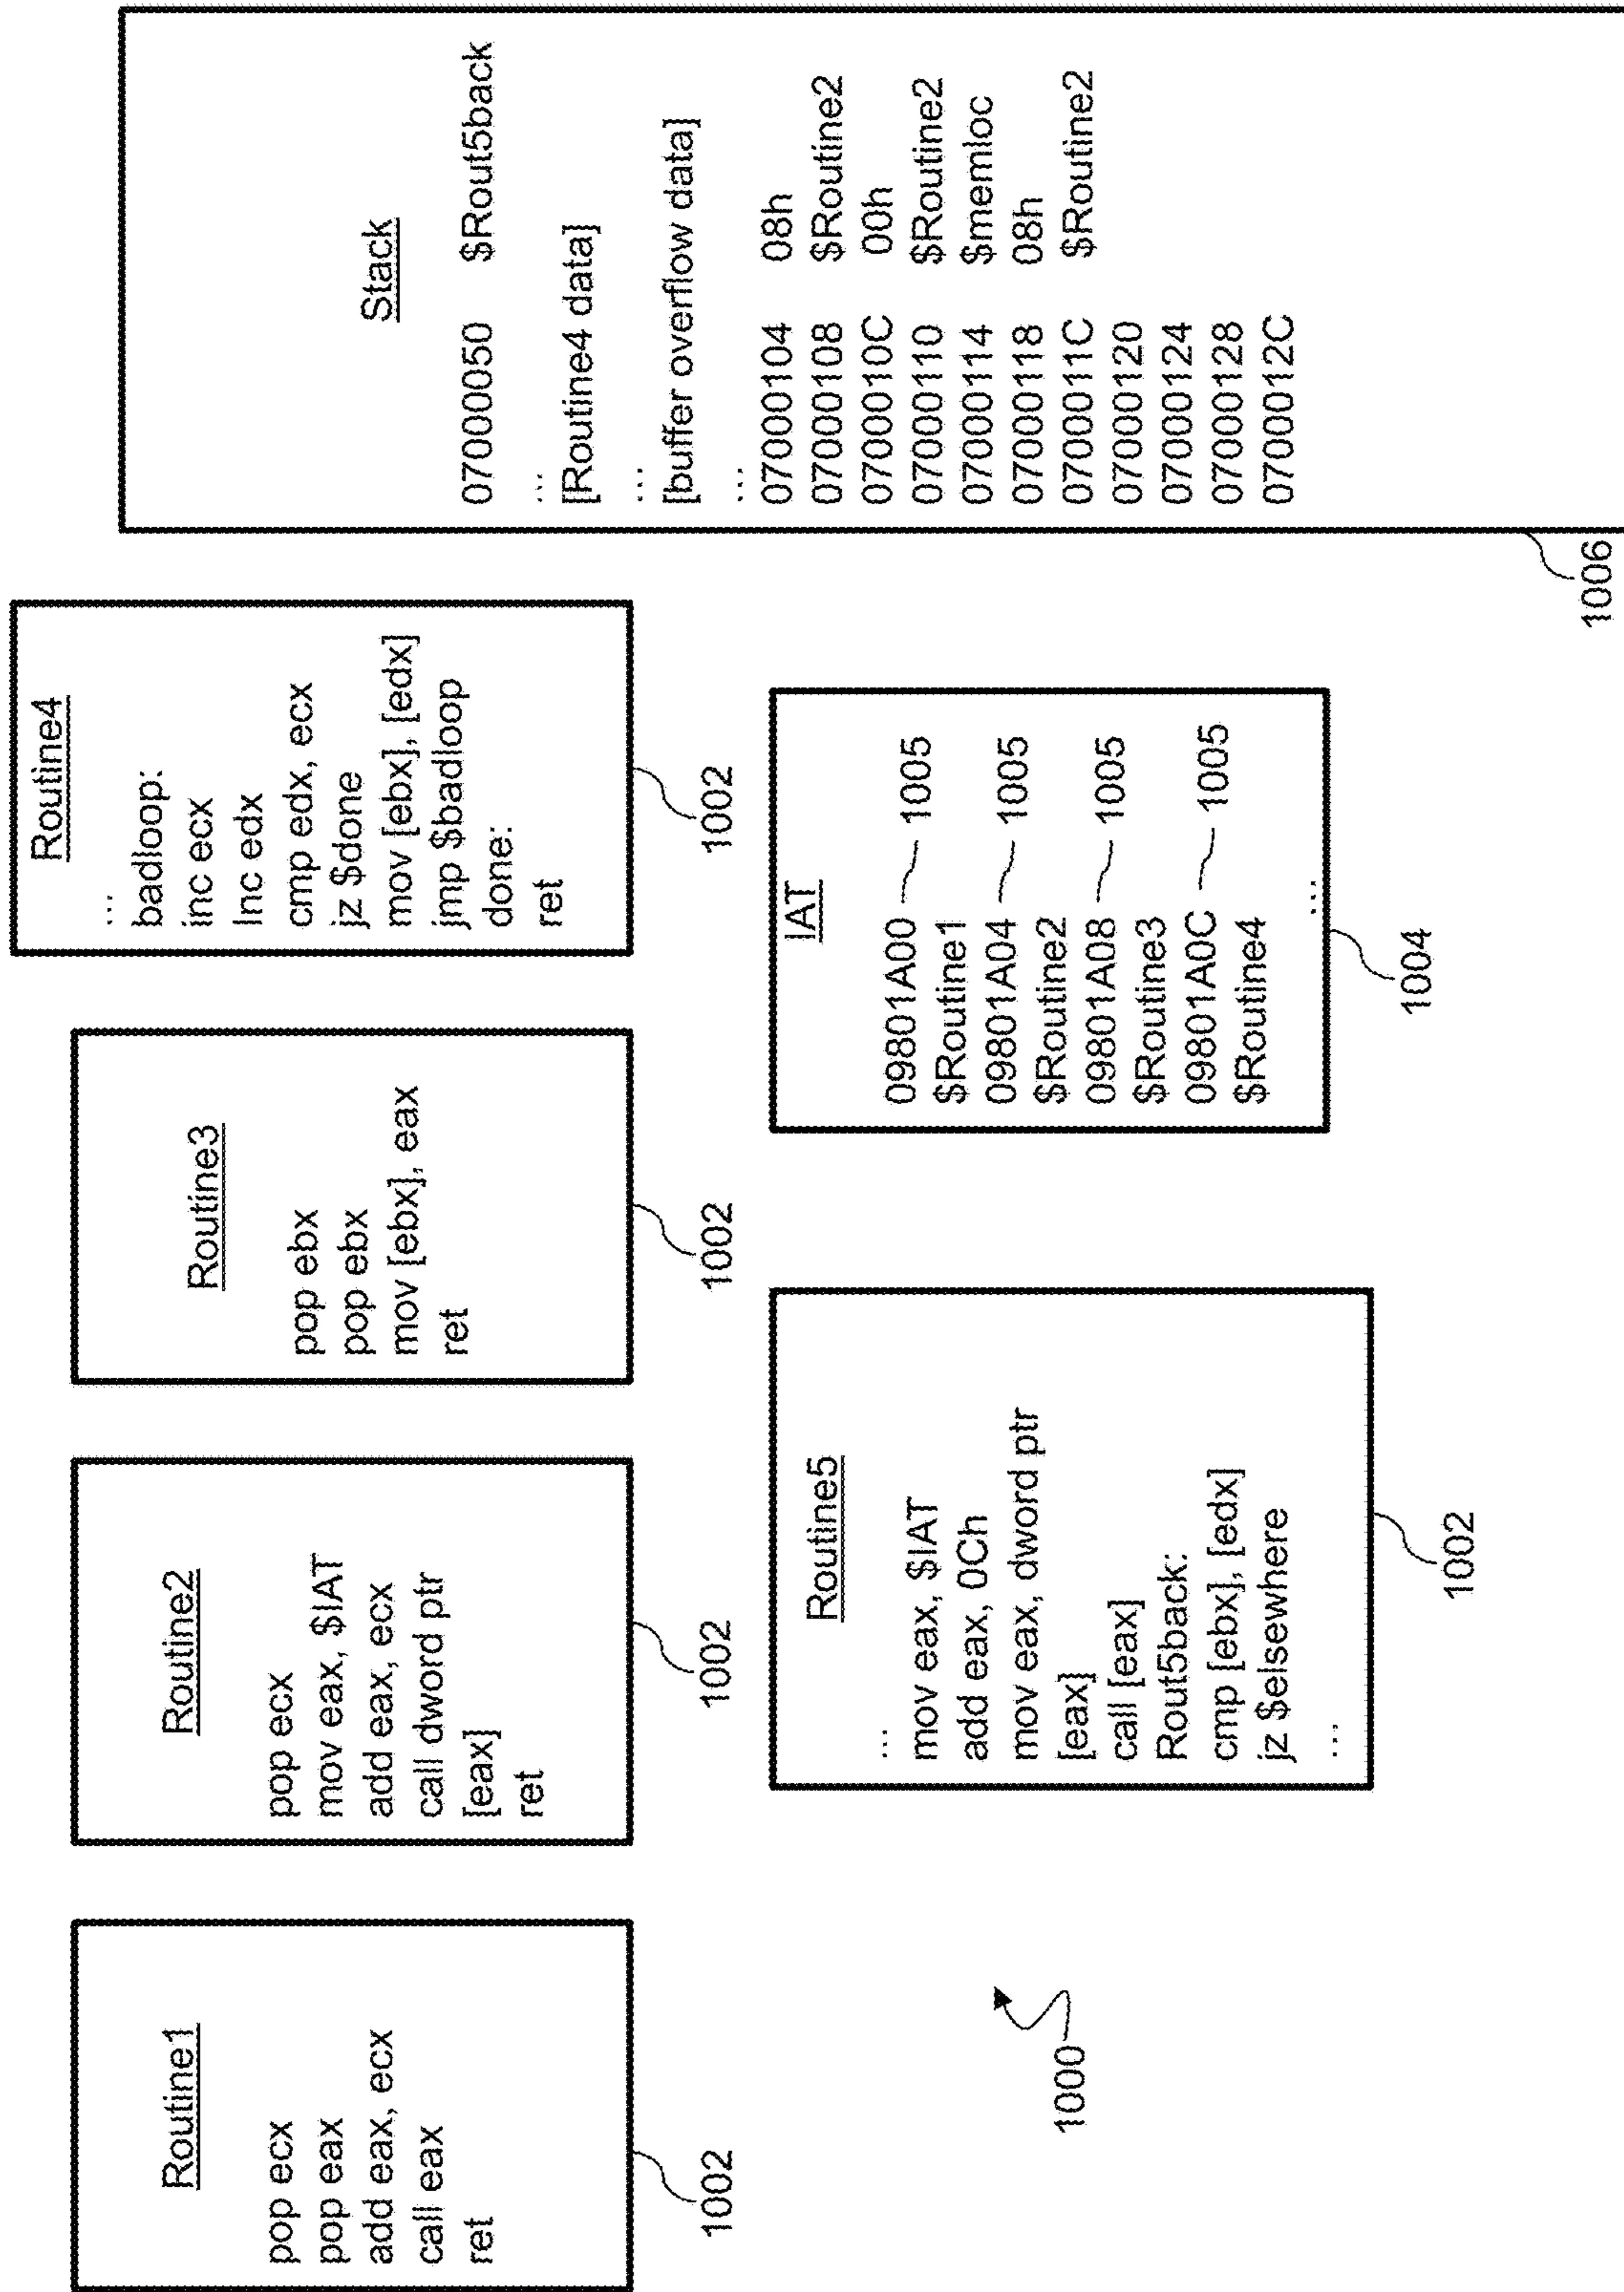 Routine1
pop ecx
pop eax
add eax, ecx
call eax
ret
1002
Routine2
pop ecx
mov eax, $IAT
add eax, ecx
call dword ptr
[eax]
ret
1002
Routine3
pop ebx
pop ebx
mov [ebx], eax
ret
1002
Routine4
...
badloop:
inc ecx
Inc edx
cmp edx, ecx
jz $done
mov [ebx], [edx]
jmp $badloop
done:
ret
1002
Routine5
...
mov eax, $IAT
add eax, 0Ch
mov eax, dword ptr
[eax]
call [eax]
Rout5back:
cmp [ebx], [edx]
jz $elsewhere
...
1002
IAT
09801A00 1005
$Routine1
09801A04 1005
$Routine2
09801A08 1005
$Routine3
09801A0C 1005
$Routine4
...
1004
Stack
07000050 $Rout5back
...
[Routine4 data]
...
[buffer overflow data]
...
07000104 08h
07000108 $Routine2
0700010C 00h
07000110 $Routine2
07000114 $memloc
07000118 08h
0700011C $Routine2
07000120
07000124
07000128
0700012C
1006
1000